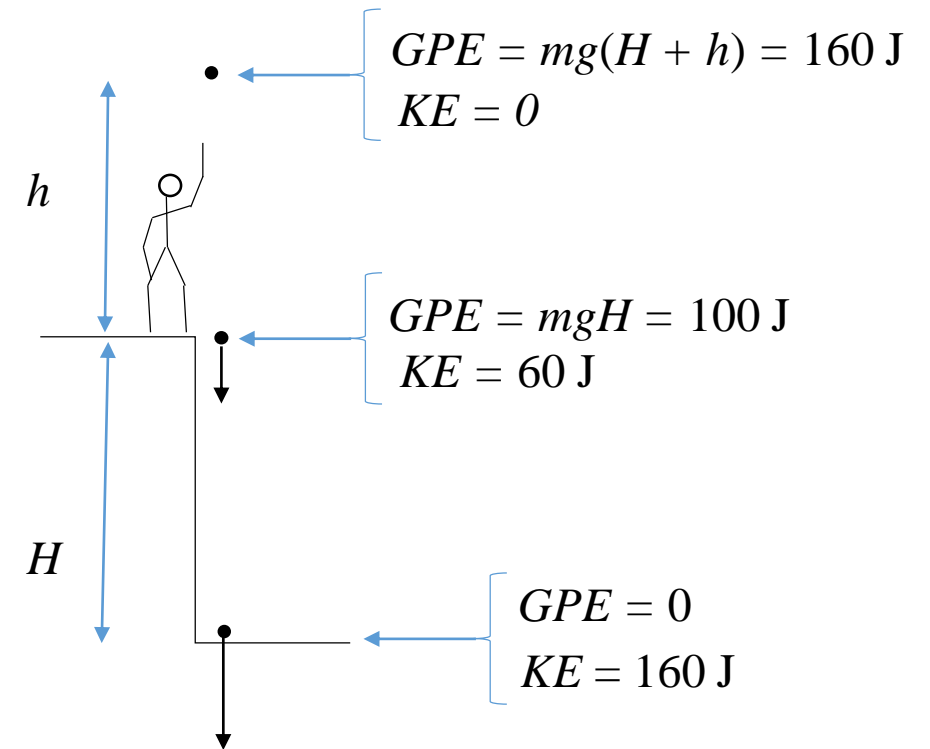 GPE = mg(H + h) = 160 J
KE = 0
h
GPE = mgH = 100 J
KE = 60 J
H
GPE = 0
KE = 160 J